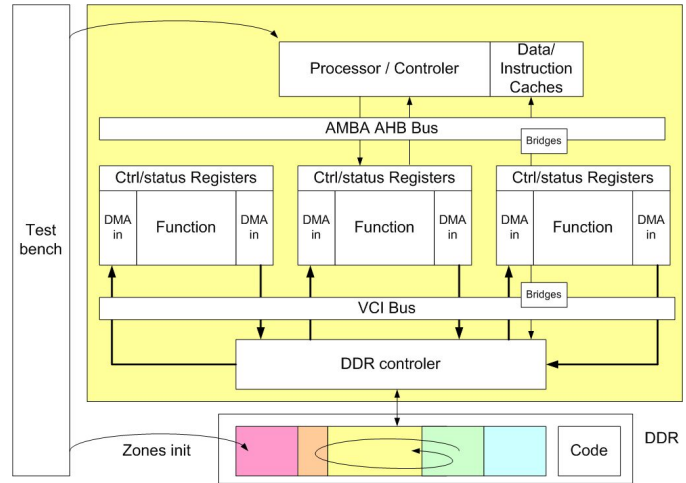 Data/
Instruction
Caches
Processor / Controler
AMBA AHB Bus
Bridges
Ctrl/status Registers
Ctrl/status Registers
Ctrl/status Registers
DMA
in
Function
DMA
in
DMA
in
Function
DMA
in
DMA
in
Function
DMA
in
Test
bench
Bridges
VCI Bus
DDR controler
Zones init
Code
DDR